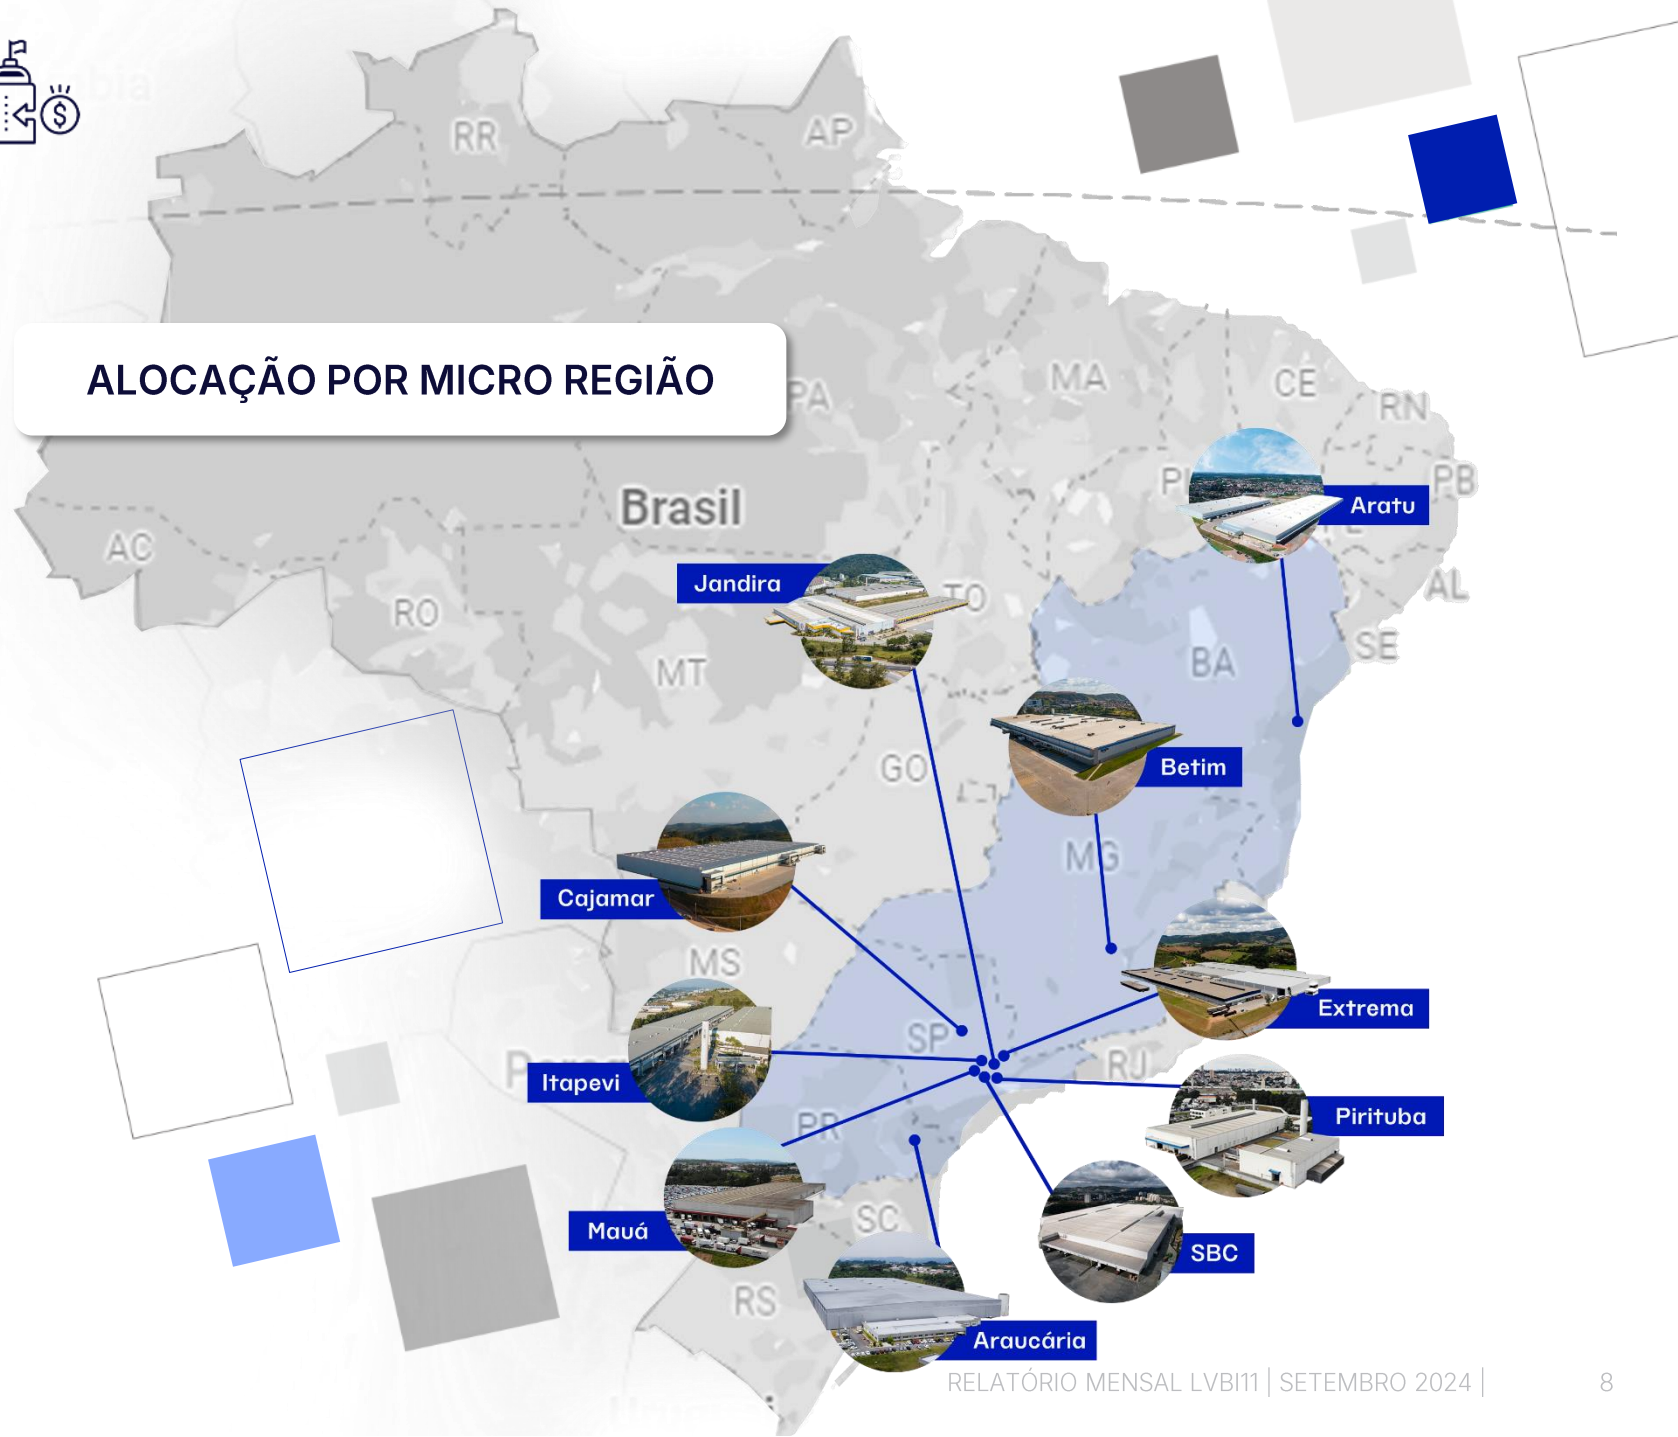 RR
AP
ALOCAÇÃO POR MICRO REGIÃO
PA
MA
CE
RN
PB
Aratu
Brasil
AC
Jandira
TO
AL
RO
BA
SE
MT
GO
Betim
MG
Cajamar
MS
Extrema
SP
RJ
Itapevi
PR
Pirituba
Mauá
SC
SBC
RS
Araucária
RELATÓRIO MENSAL LVBI11 | SETEMBRO 2024 |
8